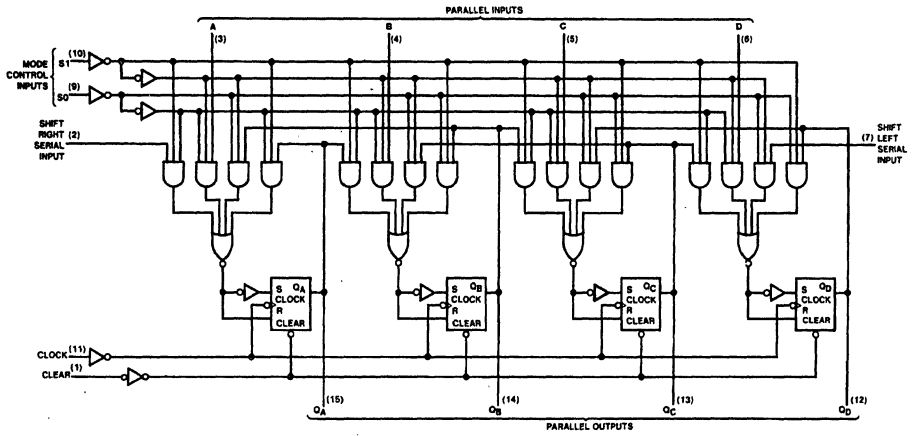 PARALLEL INPUTS
A B C D
(3) (4) (5) (6)
MODE
CONTROL
INPUTS
S1 (10)
S0 (9)
SHIFT
RIGHT (2)
SERIAL
INPUT
SHIFT
(7) LEFT
SERIAL
INPUT
S QA
CLOCK
R
CLEAR
S QB
CLOCK
R
CLEAR
S QC
CLOCK
R
CLEAR
S QD
CLOCK
R
CLEAR
CLOCK (11)
CLEAR (1)
(15) (14) (13) (12)
QA QB QC QD
PARALLEL OUTPUTS